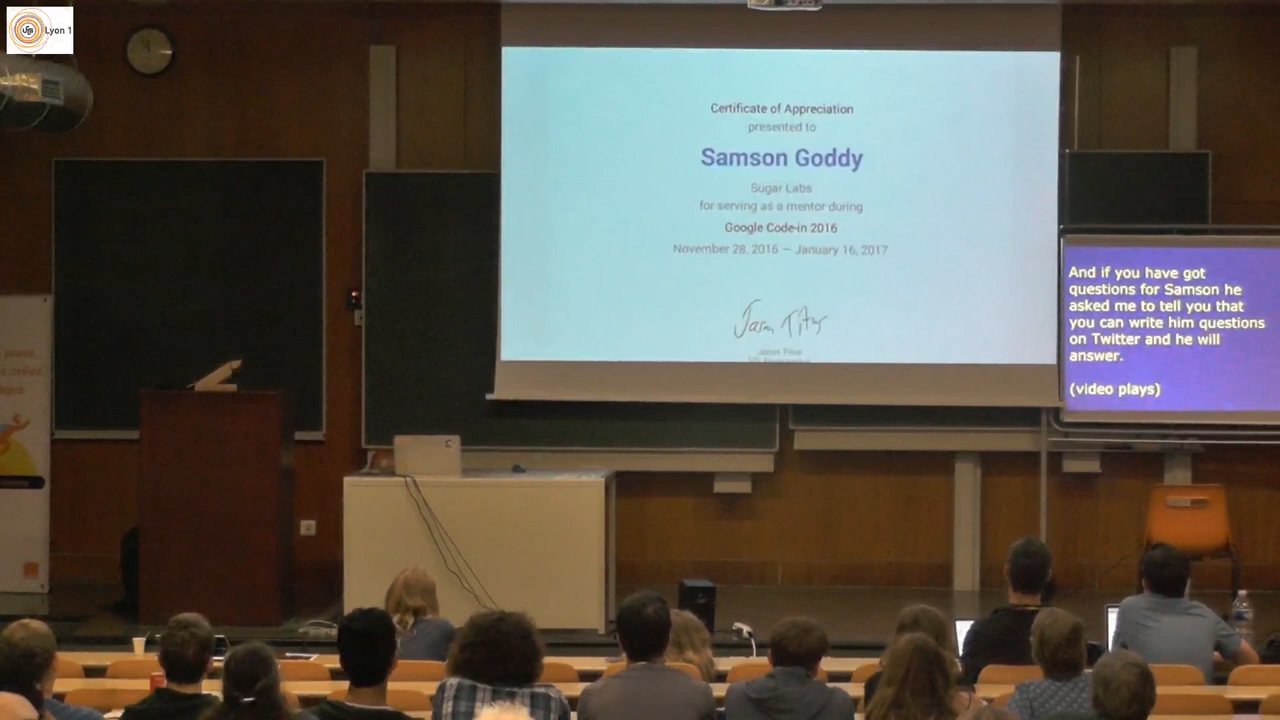 Lyon 1
Certificate of Appreciation
presented to
Samson Goddy
Sugar Labs
for serving as a mentor during
Google Code-in 2016
November 28, 2016 — January 16, 2017
Jason Titus
And if you have got
questions for Samson he
asked me to tell you that
you can write him questions
on Twitter and he will
answer.
(video plays)